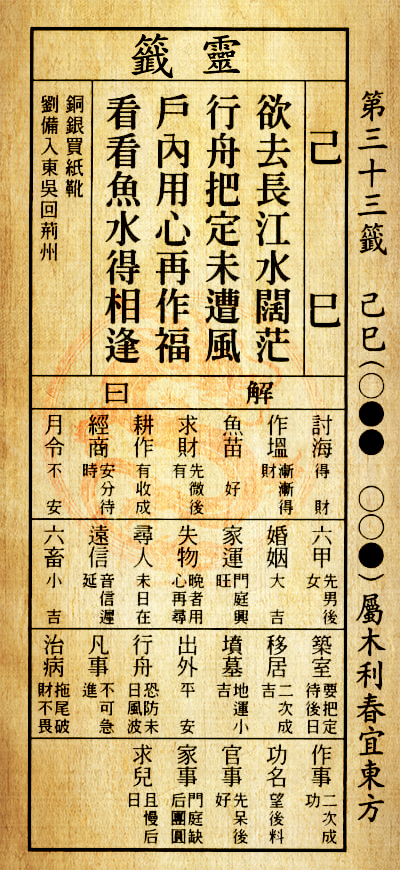 第三十三籤 己巳(○●● ○○●)屬木利春宜東方
靈籤
己巳
欲去長江水闊茫
行舟把定未遭風
戶內用心再作福
看看魚水得相逢
銅銀買紙靴
劉備入東吳回荊州
解曰
討海 得財
作塭 漸漸得財
魚苗 好
求財 先微後有
耕作 有收成
經商 安分待時
月令 不安
六甲 先男後女
婚姻 大吉
家運 門庭興旺
失物 晚者用心再尋
尋人 未日在
遠信 音信遲延
六畜 小吉
築室 要把定待後日
移居 二次成吉
墳墓 地運小吉
出外 平安
行舟 恐防未日風波
凡事 不可急進
治病 拖尾破財不畏
作事 二次成功
功名 望後料
官事 先呆後好
家事 門庭缺后團圓
求兒 且慢后日